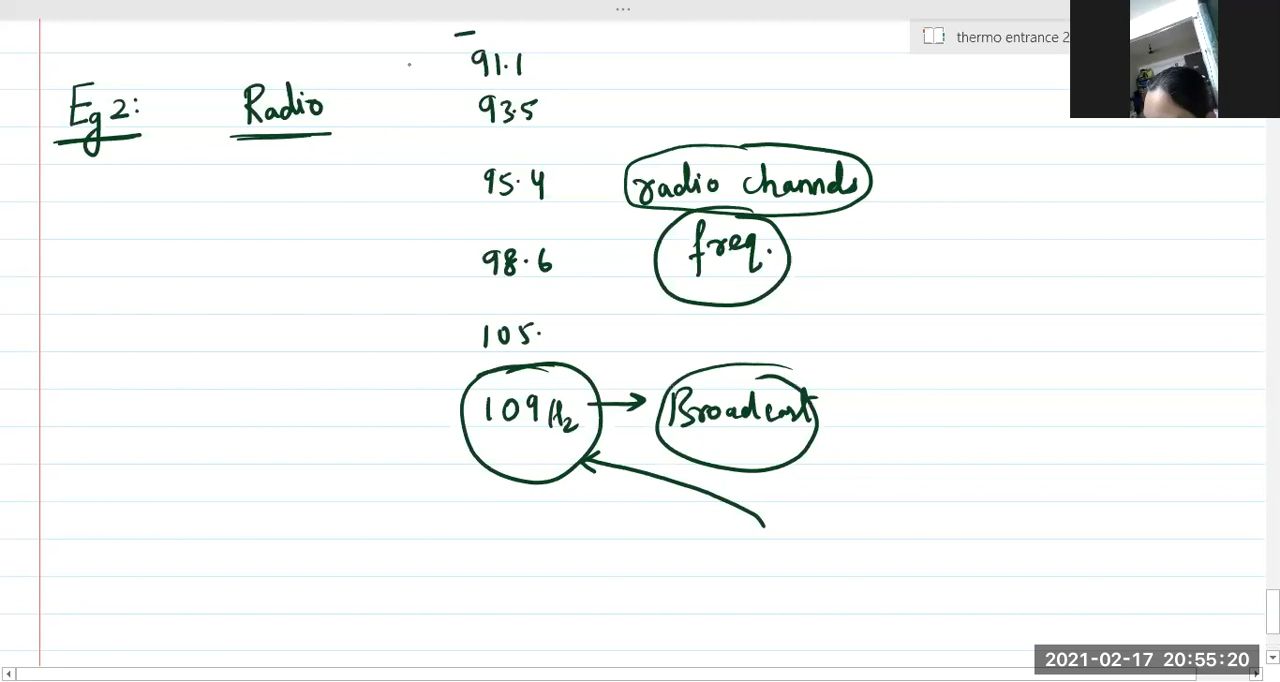 thermo entrance 2
91.1
Eg 2: Radio 93.5
95.4 radio channels
98.6 freq.
105.
109 Hz → Broadcast
2021-02-17 20:55:20